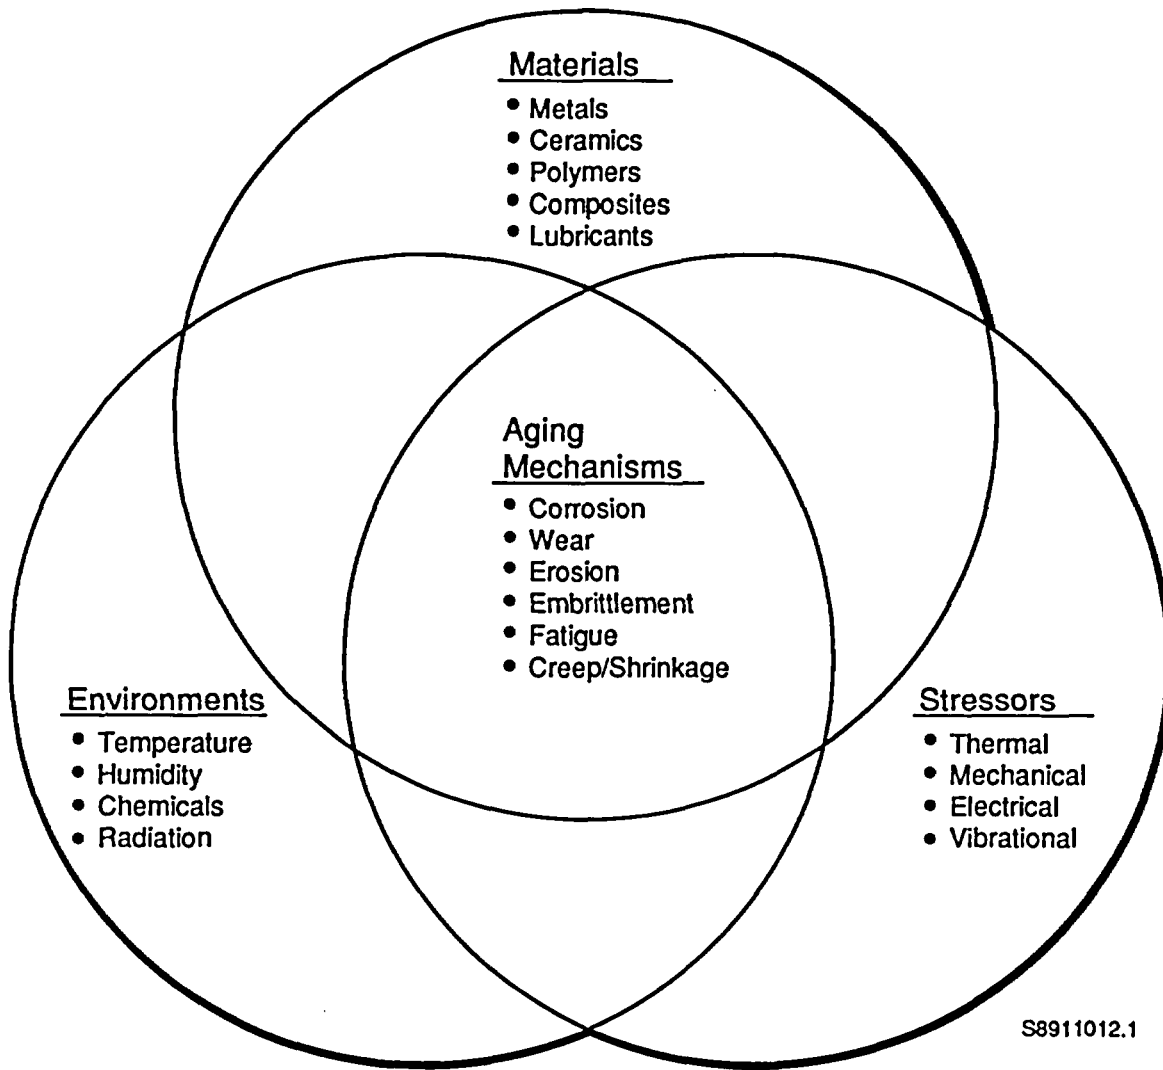 Materials
• Metals
• Ceramics
• Polymers
• Composites
• Lubricants
Aging
Mechanisms
• Corrosion
• Wear
• Erosion
• Embrittlement
• Fatigue
• Creep/Shrinkage
Environments
• Temperature
• Humidity
• Chemicals
• Radiation
Stressors
• Thermal
• Mechanical
• Electrical
• Vibrational
S8911012.1